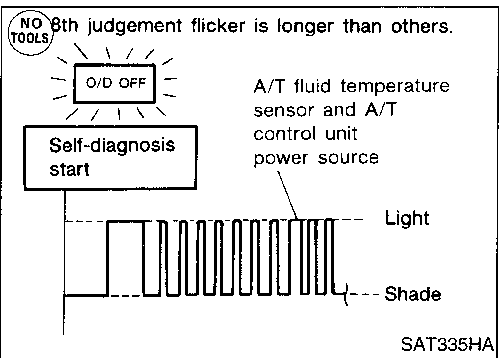 NO
TOOLS
8th judgement flicker is longer than others.
O/D OFF
A/T fluid temperature
sensor and A/T
control unit
power source
Self-diagnosis
start
Light
Shade
SAT335HA